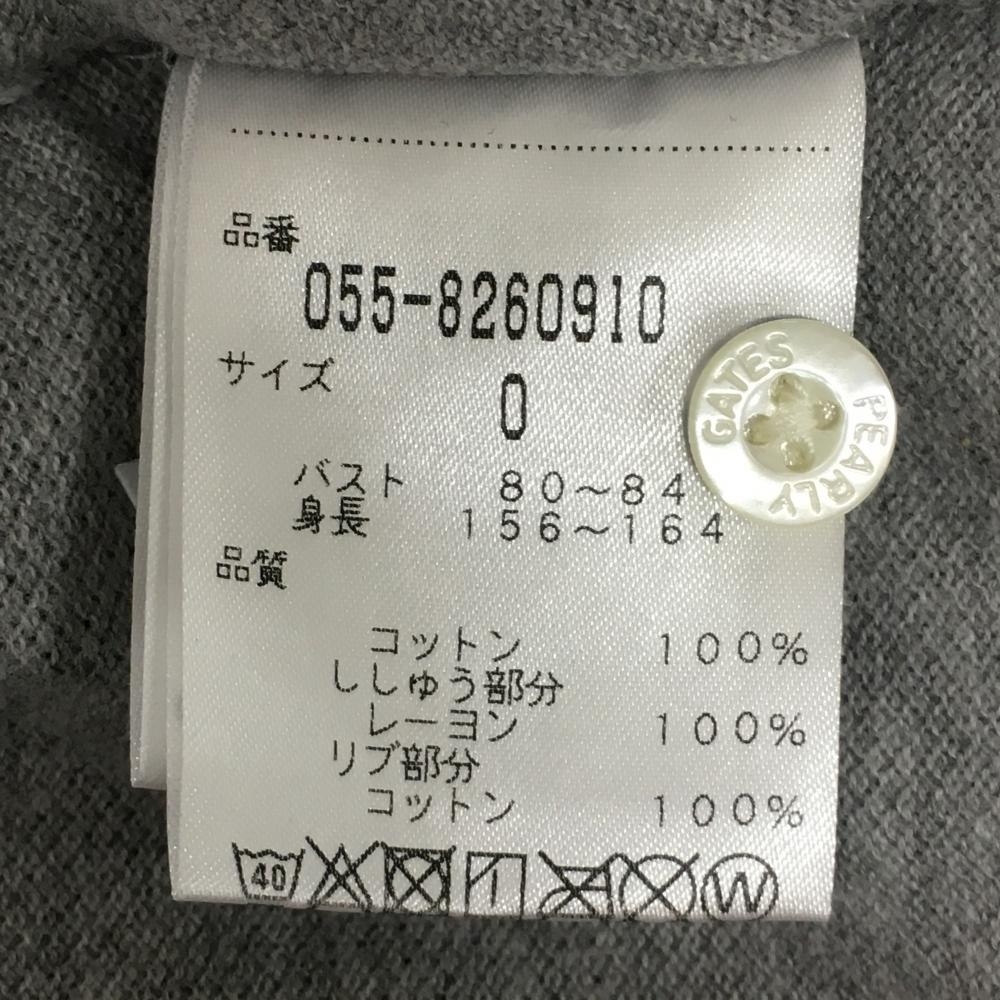 品番
055-8260910
サイズ
0
バスト 80～84
身長 156～164
品質
コットン 100%
ししゅう部分
レーヨン 100%
リブ部分
コットン 100%
40
W
PEARLY GATES